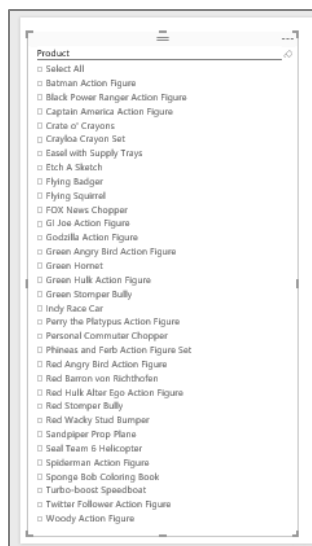 Product
Select All
Batman Action Figure
Black Power Ranger Action Figure
Captain America Action Figure
Crate o' Crayons
Crayloa Crayon Set
Easel with Supply Trays
Etch A Sketch
Flying Badger
Flying Squirrel
FOX News Chopper
GI Joe Action Figure
Godzilla Action Figure
Green Angry Bird Action Figure
Green Hornet
Green Hulk Action Figure
Green Stomper Bully
Indy Race Car
Perry the Platypus Action Figure
Personal Commuter Chopper
Phineas and Ferb Action Figure Set
Red Angry Bird Action Figure
Red Barron von Richthofen
Red Hulk Alter Ego Action Figure
Red Stomper Bully
Red Wacky Stud Bumper
Sandpiper Prop Plane
Seal Team 6 Helicopter
Spiderman Action Figure
Sponge Bob Coloring Book
Turbo-boost Speedboat
Twitter Follower Action Figure
Woody Action Figure